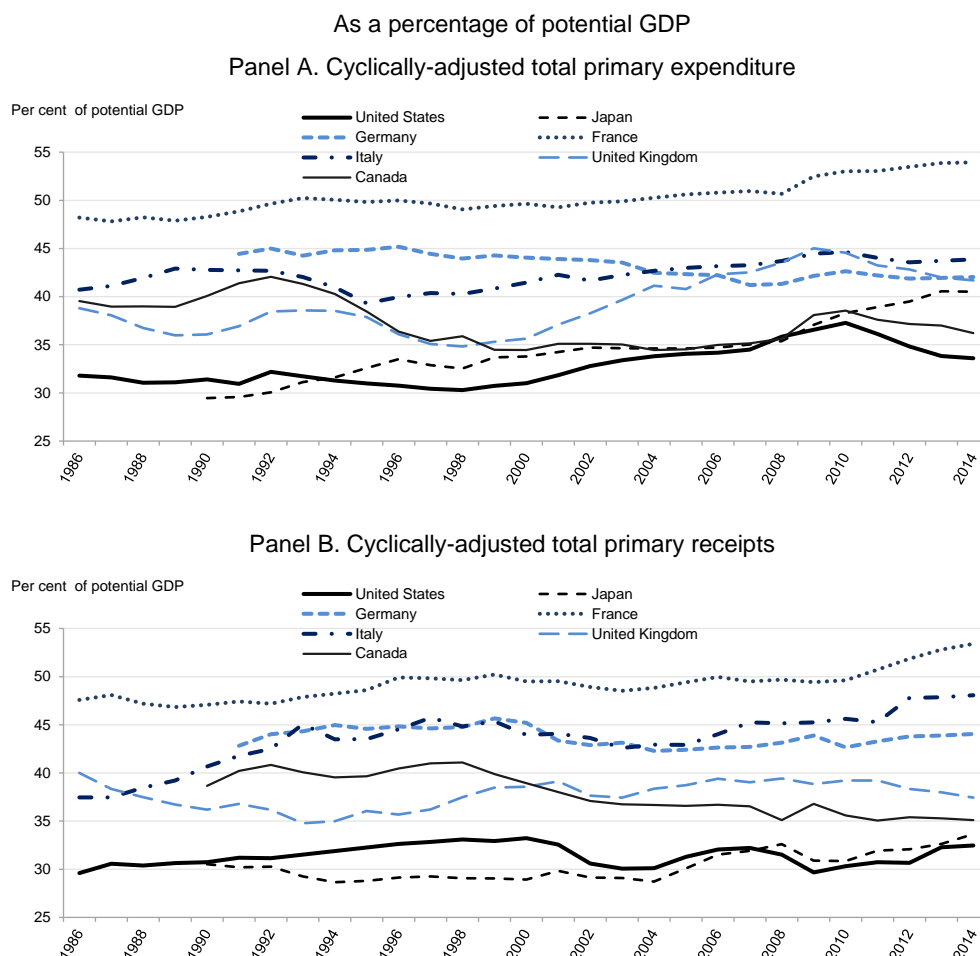 As a percentage of potential GDP
Panel A. Cyclically-adjusted total primary expenditure
Per cent of potential GDP
United States
Japan
Germany
France
Italy
United Kingdom
Canada
55
50
45
40
35
30
25
1986
1988
1990
1992
1994
1996
1998
2000
2002
2004
2006
2008
2010
2012
2014
Panel B. Cyclically-adjusted total primary receipts
Per cent of potential GDP
United States
Japan
Germany
France
Italy
United Kingdom
Canada
55
50
45
40
35
30
25
1986
1988
1990
1992
1994
1996
1998
2000
2002
2004
2006
2008
2010
2012
2014